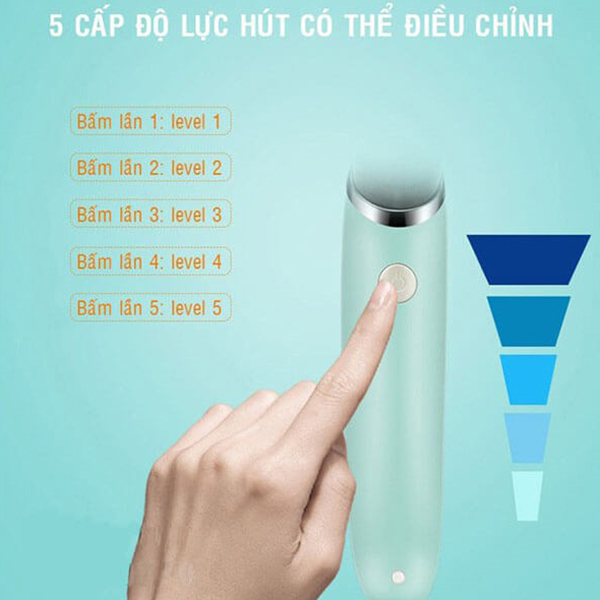 5 CẤP ĐỘ LỰC HÚT CÓ THỂ ĐIỀU CHỈNH
Bấm lần 1: level 1
Bấm lần 2: level 2
Bấm lần 3: level 3
Bấm lần 4: level 4
Bấm lần 5: level 5